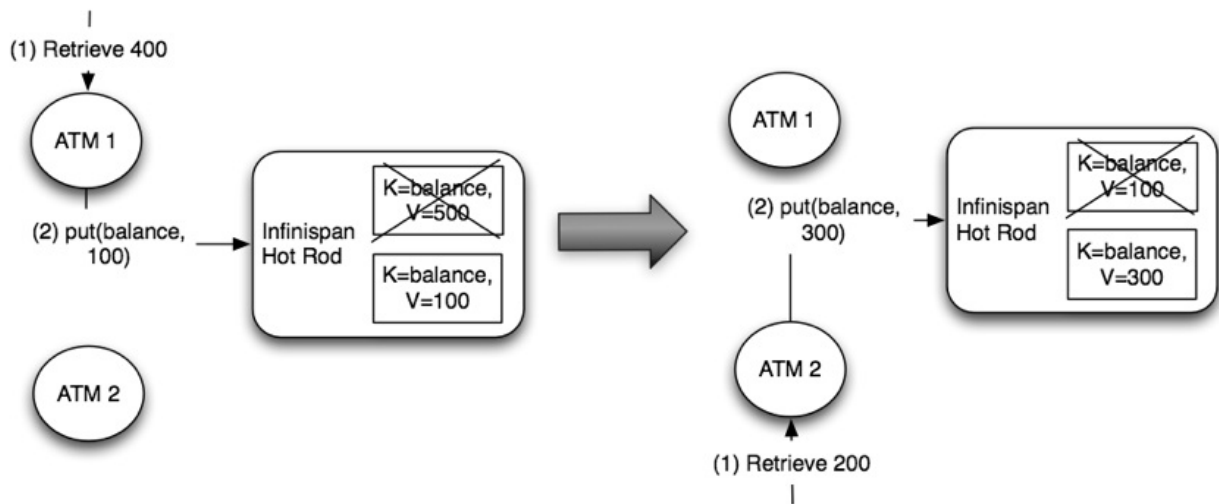 (1) Retrieve 400
ATM 1
(2) put(balance,
100)
Infinispan
Hot Rod
K=balance,
V=500
K=balance,
V=100
ATM 2
ATM 1
(2) put(balance,
300)
Infinispan
Hot Rod
K=balance,
V=100
K=balance,
V=300
ATM 2
(1) Retrieve 200